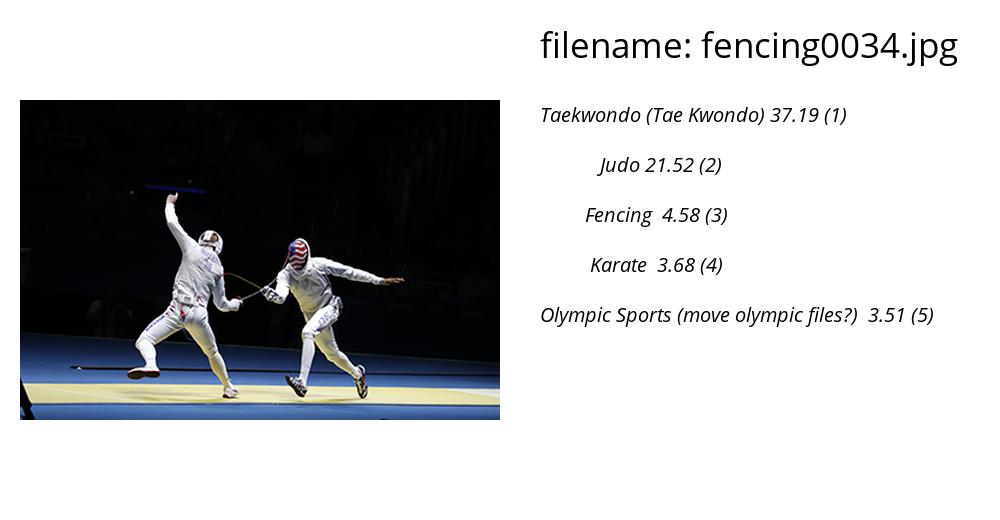 filename: fencing0034.jpg
Taekwondo (Tae Kwondo) 37.19 (1)
Judo 21.52 (2)
Fencing  4.58 (3)
Karate  3.68 (4)
Olympic Sports (move olympic files?)  3.51 (5)